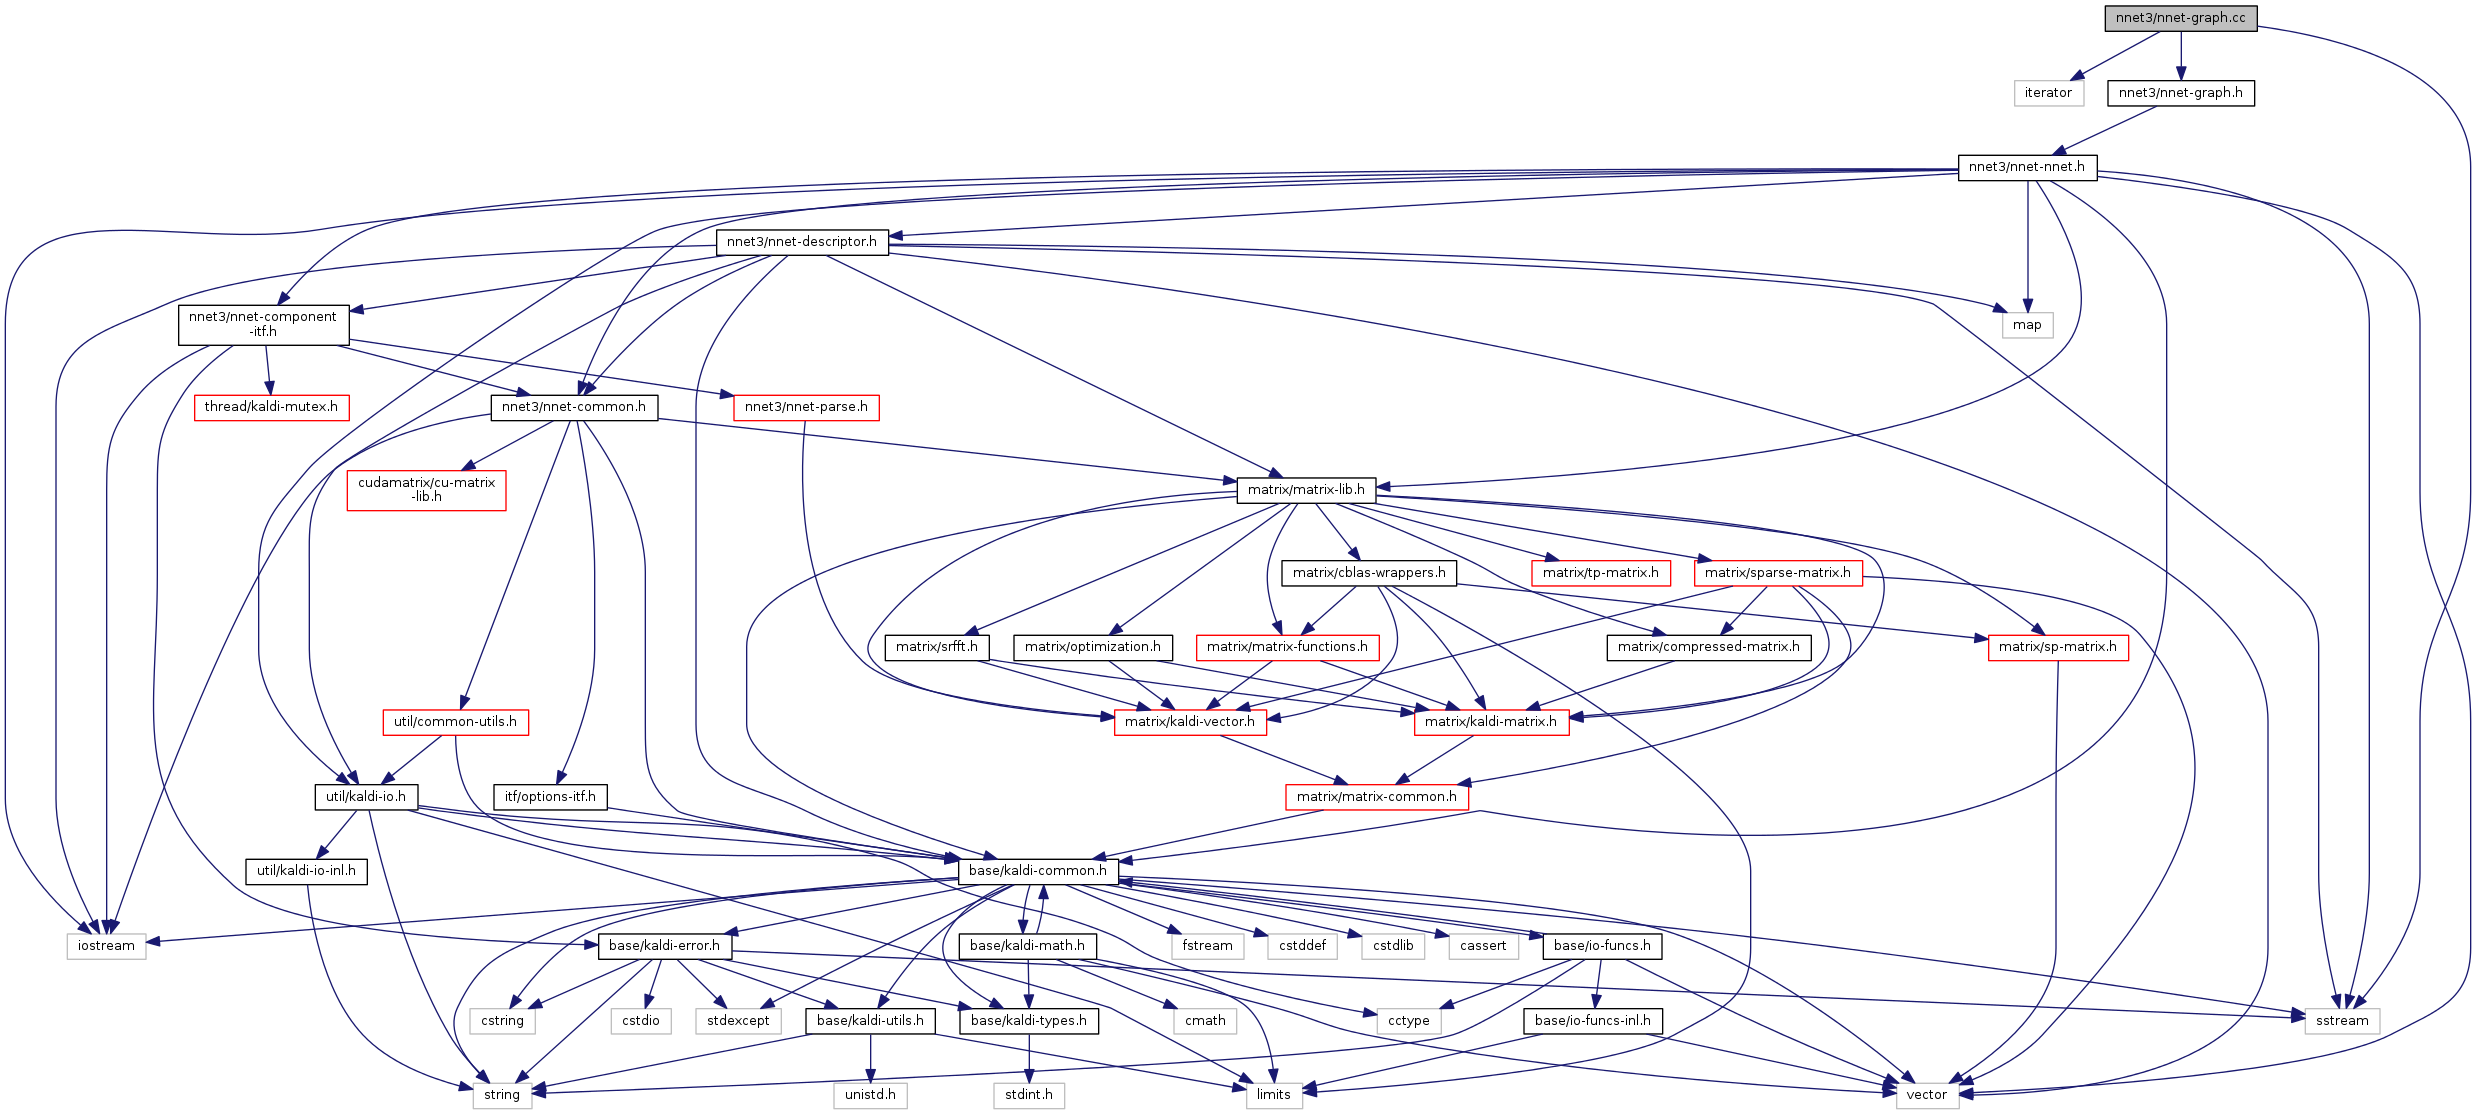 nnet3/nnet-graph.cc
iterator
nnet3/nnet-graph.h
nnet3/nnet-nnet.h
nnet3/nnet-descriptor.h
nnet3/nnet-component
-itf.h
map
thread/kaldi-mutex.h
nnet3/nnet-common.h
nnet3/nnet-parse.h
cudamatrix/cu-matrix
-lib.h
matrix/matrix-lib.h
matrix/cblas-wrappers.h
matrix/tp-matrix.h
matrix/sparse-matrix.h
matrix/srfft.h
matrix/optimization.h
matrix/matrix-functions.h
matrix/compressed-matrix.h
matrix/sp-matrix.h
util/common-utils.h
matrix/kaldi-vector.h
matrix/kaldi-matrix.h
util/kaldi-io.h
itf/options-itf.h
matrix/matrix-common.h
util/kaldi-io-inl.h
base/kaldi-common.h
iostream
base/kaldi-error.h
base/kaldi-math.h
fstream
cstddef
cstdlib
cassert
base/io-funcs.h
cstring
cstdio
stdexcept
base/kaldi-utils.h
base/kaldi-types.h
cmath
cctype
base/io-funcs-inl.h
sstream
string
unistd.h
stdint.h
limits
vector